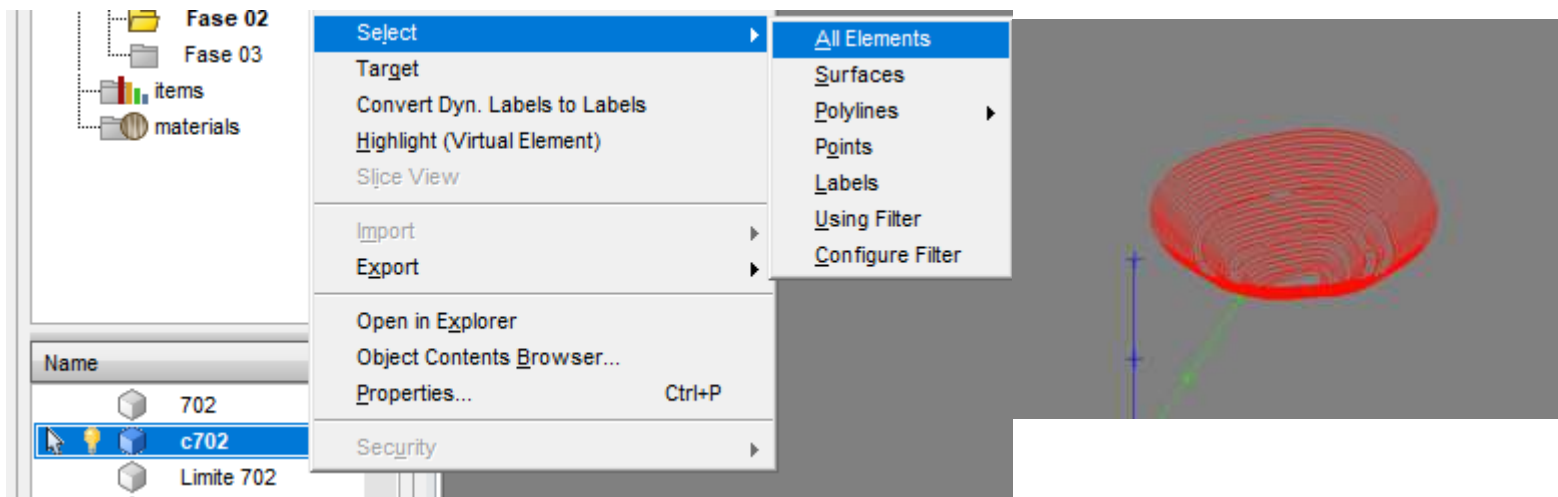 Fase 02
Fase 03
items
materials
Name
702
c702
Limite 702
Select
Target
Convert Dyn. Labels to Labels
Highlight (Virtual Element)
Slice View
Import
Export
Open in Explorer
Object Contents Browser...
Properties... Ctrl+P
Security
All Elements
Surfaces
Polylines
Points
Labels
Using Filter
Configure Filter